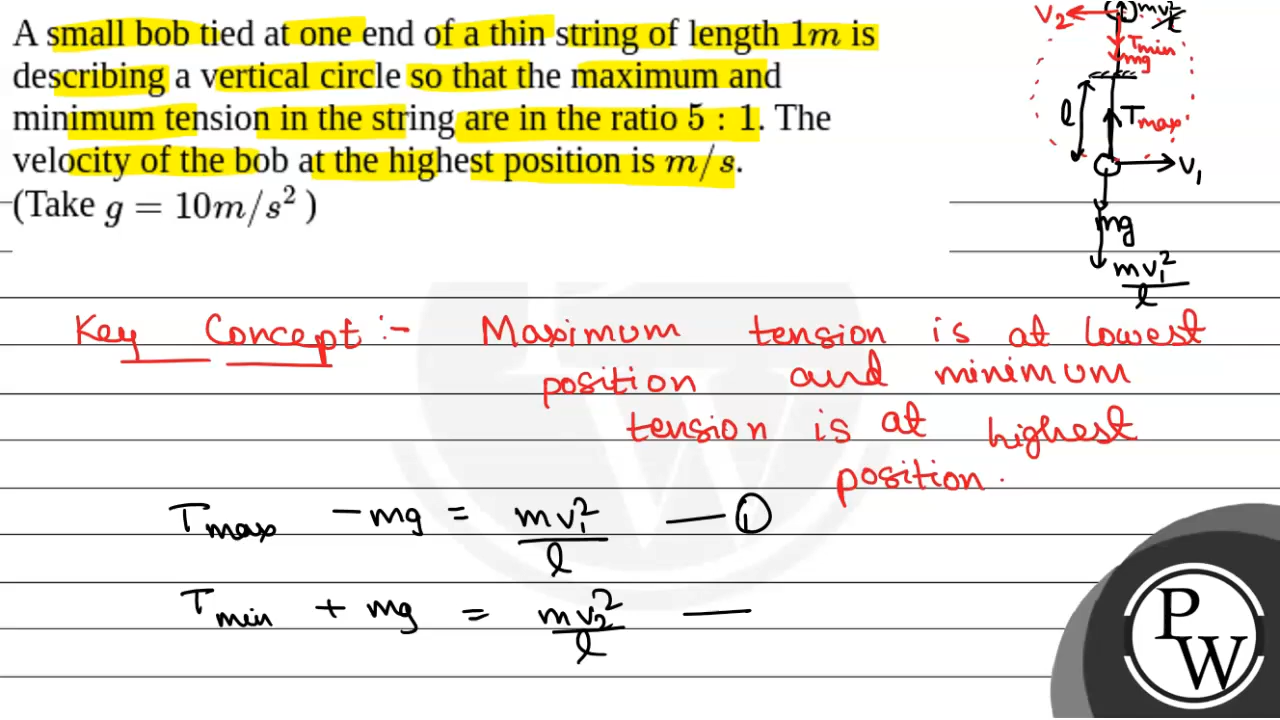 A small bob tied at one end of a thin string of length 1m is
describing a vertical circle so that the maximum and
minimum tension in the string are in the ratio 5 : 1. The
velocity of the bob at the highest position is m/s.
(Take g = 10m/s² )
V₂
mv₂²/l
Tmin
mg
l
Tmax
V₁
mg
mv₁²/l
Key Concept :- Maximum tension is at lowest
position and minimum
tension is at highest
position.
Tmax - mg = mv₁²/l — ①
Tmin + mg = mv₂²/l —
P
W